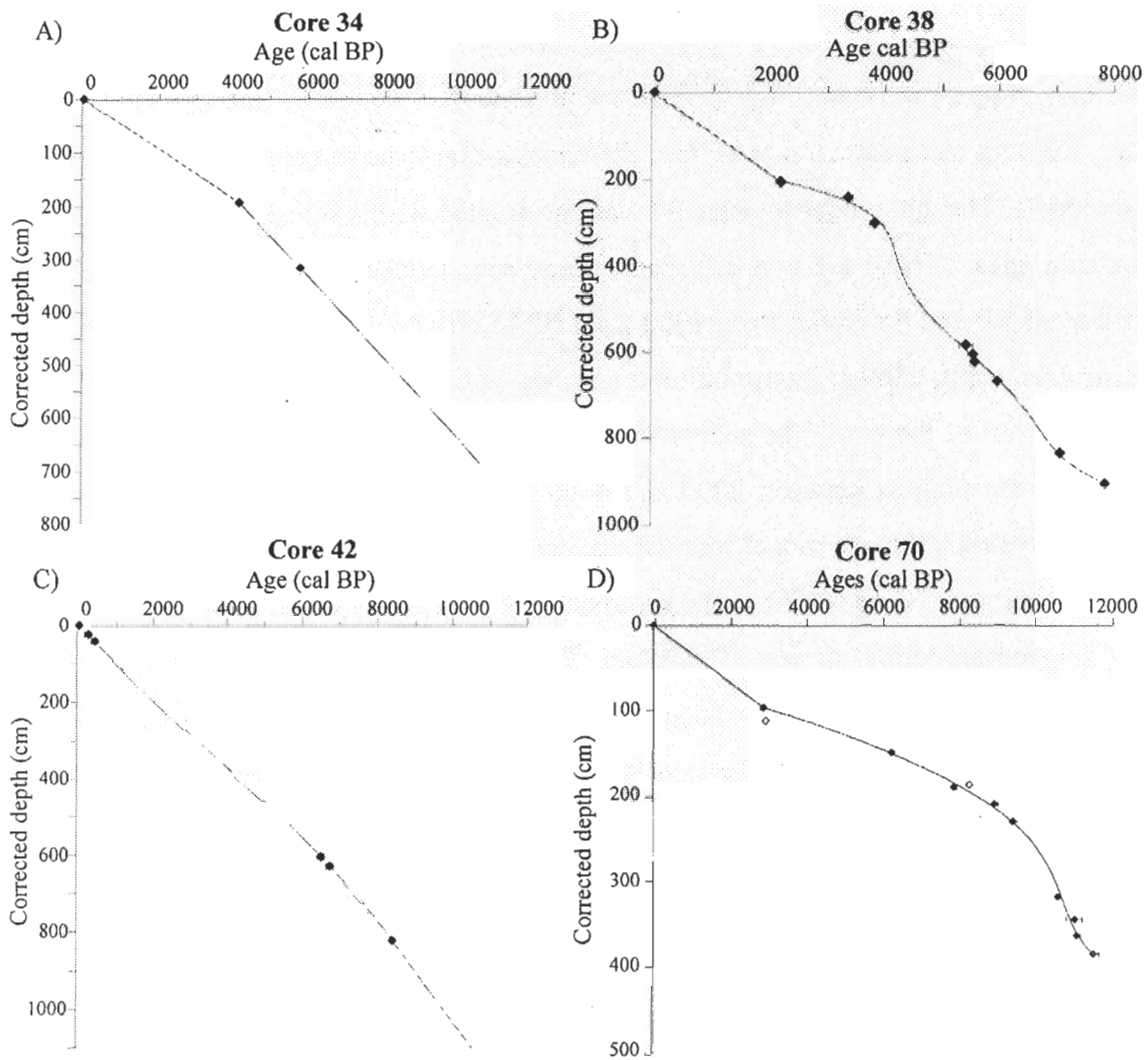 A)
Core 34
Age (cal BP)
0 2000 4000 6000 8000 10000 12000
0
100
200
300
400
500
600
700
800
Corrected depth (cm)
B)
Core 38
Age cal BP
0 2000 4000 6000 8000
0
200
400
600
800
1000
Corrected depth (cm)
C)
Core 42
Age (cal BP)
0 2000 4000 6000 8000 10000 12000
0
200
400
600
800
1000
Corrected depth (cm)
D)
Core 70
Ages (cal BP)
0 2000 4000 6000 8000 10000 12000
0
100
200
300
400
500
Corrected depth (cm)